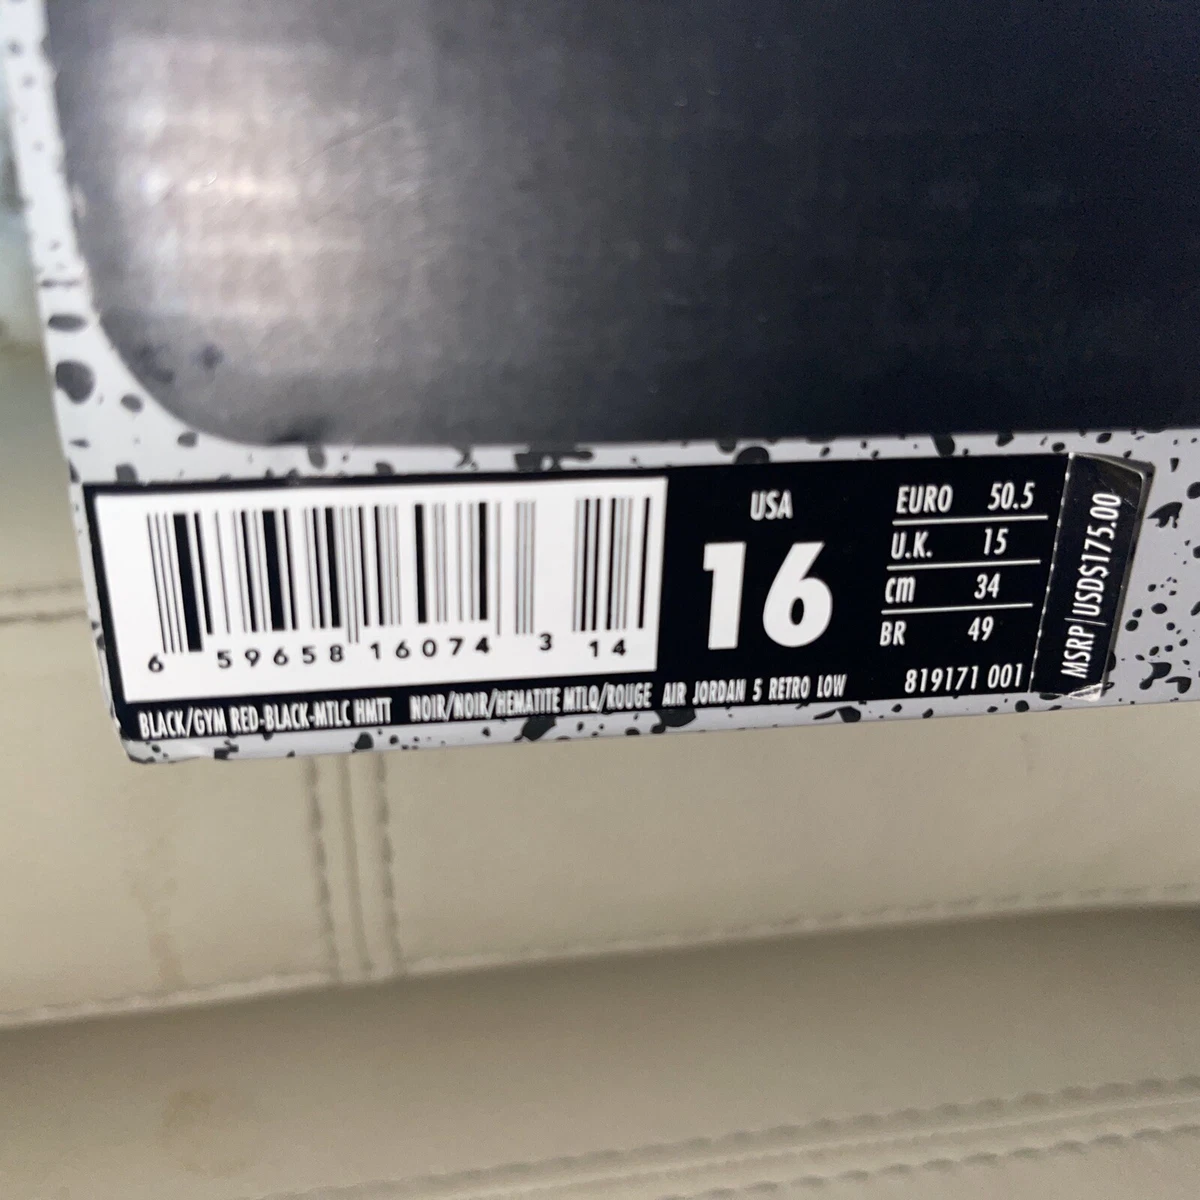 USA
16
EURO 50.5
U.K. 15
cm 34
BR 49
819171 001
MSRP|USD$175.00
6 59658 16074 3 14
BLACK/GYM RED-BLACK-MTLC HMTT NOIR/NOIR/HEMATITE MTLQ/ROUGE AIR JORDAN 5 RETRO LOW